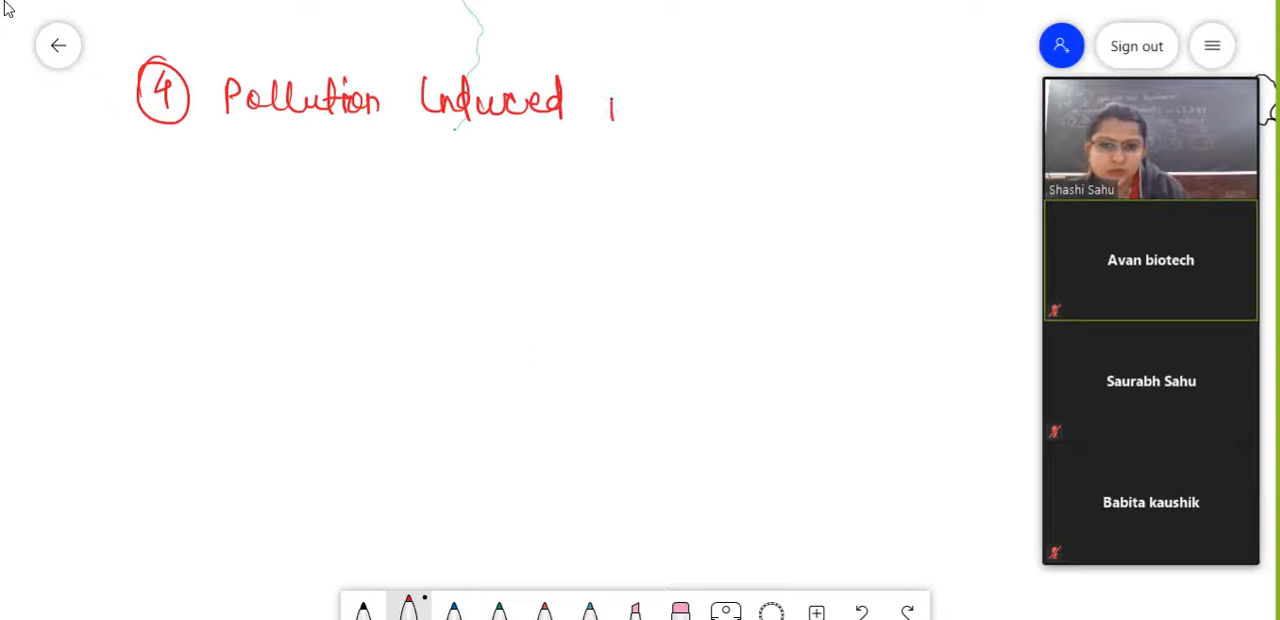 ④ Pollution Induced
Sign out
Shashi Sahu
Avan biotech
Saurabh Sahu
Babita kaushik